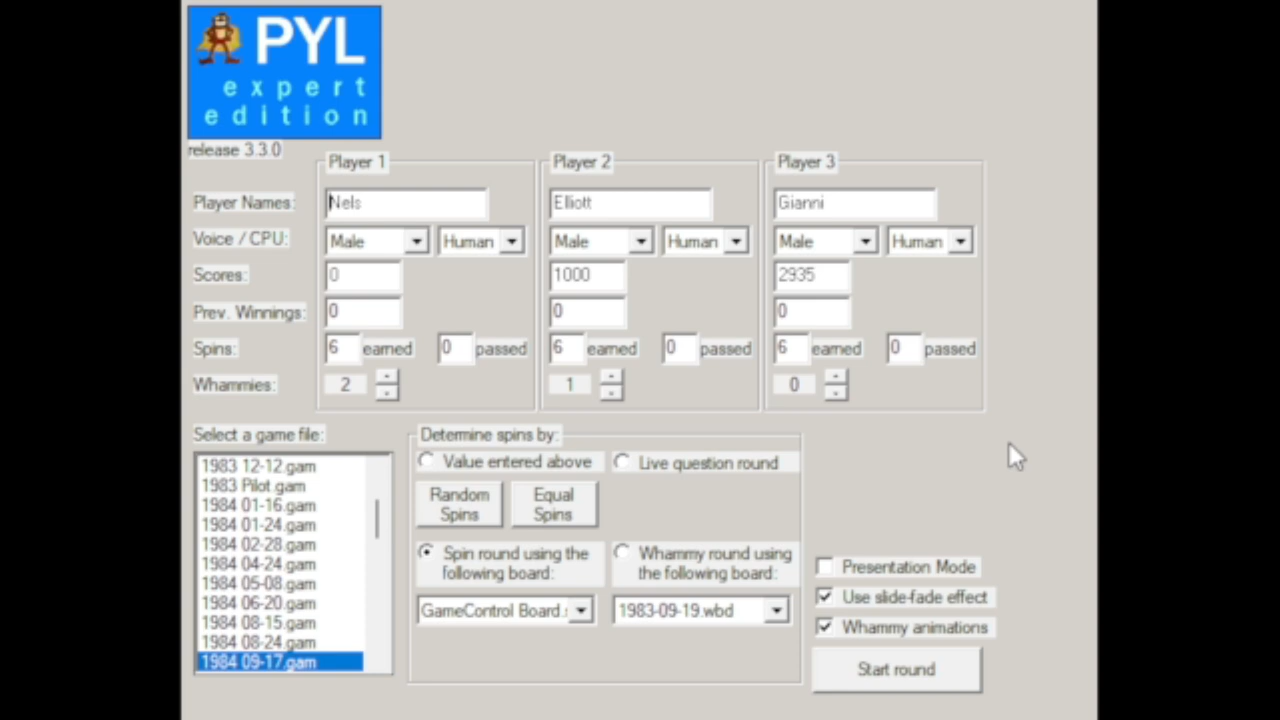 PYL
expert
edition
release 3.3.0
Player 1
Player 2
Player 3
Player Names:
Nels
Elliott
Gianni
Voice / CPU:
Male
Human
Male
Human
Male
Human
Scores:
0
1000
2935
Prev. Winnings:
0
0
0
Spins:
6 earned
0 passed
6 earned
0 passed
6 earned
0 passed
Whammies:
2
1
0
Select a game file:
1983 12-12.gam
1983 Pilot.gam
1984 01-16.gam
1984 01-24.gam
1984 02-28.gam
1984 04-24.gam
1984 05-08.gam
1984 06-20.gam
1984 08-15.gam
1984 08-24.gam
1984 09-17.gam
Determine spins by:
Value entered above
Live question round
Random
Spins
Equal
Spins
Spin round using the
following board:
Whammy round using
the following board:
GameControl Board.
1983-09-19.wbd
Presentation Mode
Use slide-fade effect
Whammy animations
Start round